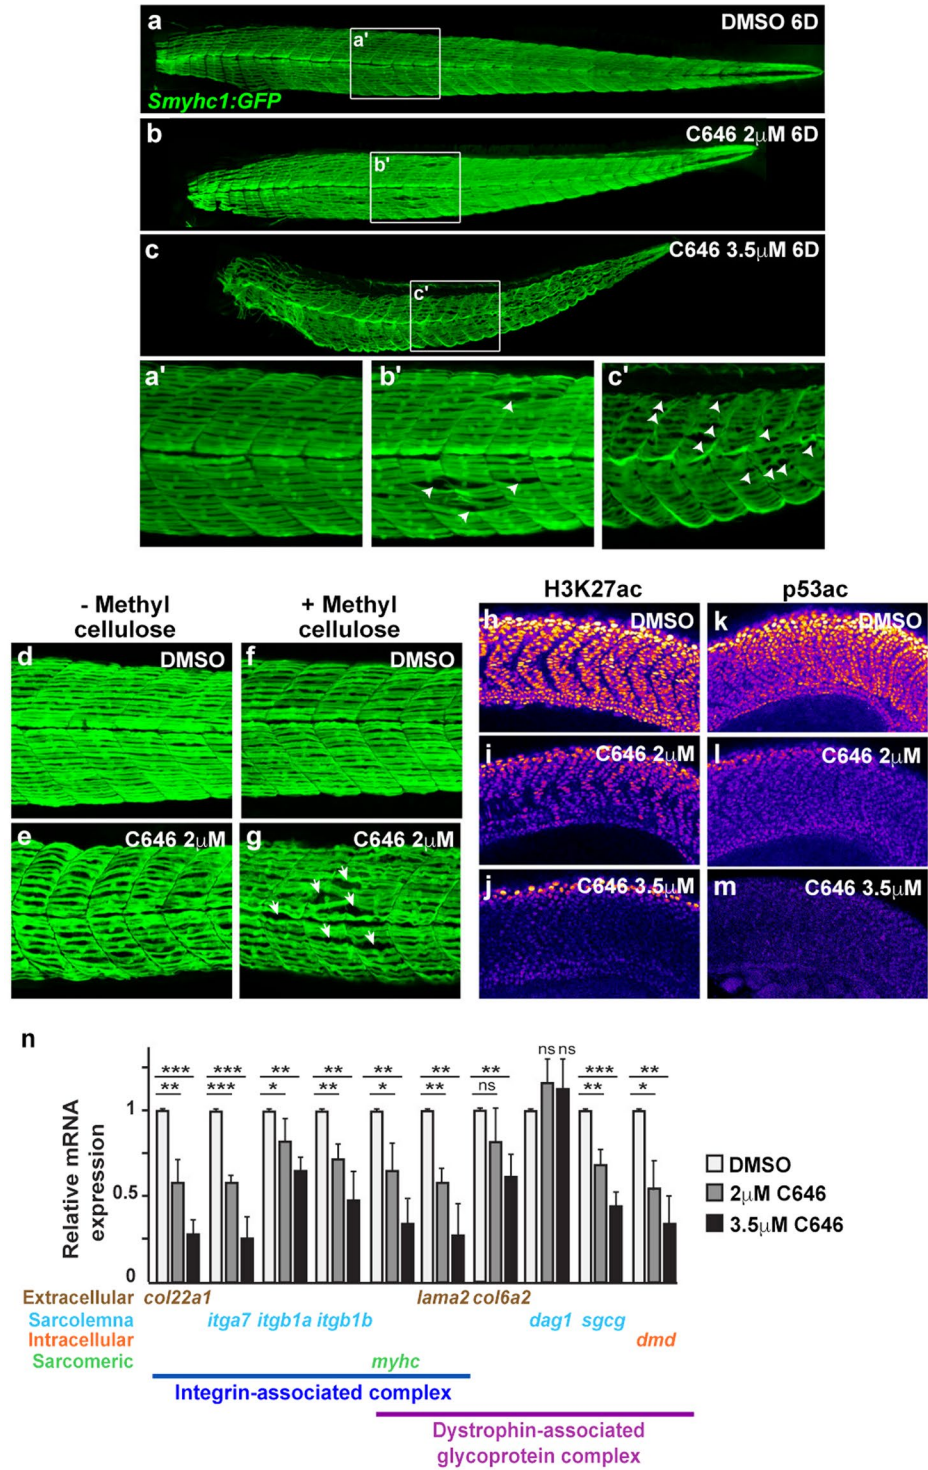 a
a'
DMSO 6D
Smyhc1:GFP
b
b'
C646 2μM 6D
c
c'
C646 3.5μM 6D
a'
b'
c'
- Methyl
cellulose
+ Methyl
cellulose
H3K27ac
p53ac
d
DMSO
f
DMSO
h
DMSO
k
DMSO
i
C646 2μM
l
C646 2μM
e
C646 2μM
g
C646 2μM
j
C646 3.5μM
m
C646 3.5μM
n
Relative mRNA
expression
1
0.5
0
*** *** ** ** ** ** ** ns ns *** **
** *** * ** * ** ns ** *
DMSO
2μM C646
3.5μM C646
Extracellular col22a1 lama2 col6a2
Sarcolemna itga7 itgb1a itgb1b dag1 sgcg
Intracellular dmd
Sarcomeric myhc
Integrin-associated complex
Dystrophin-associated
glycoprotein complex